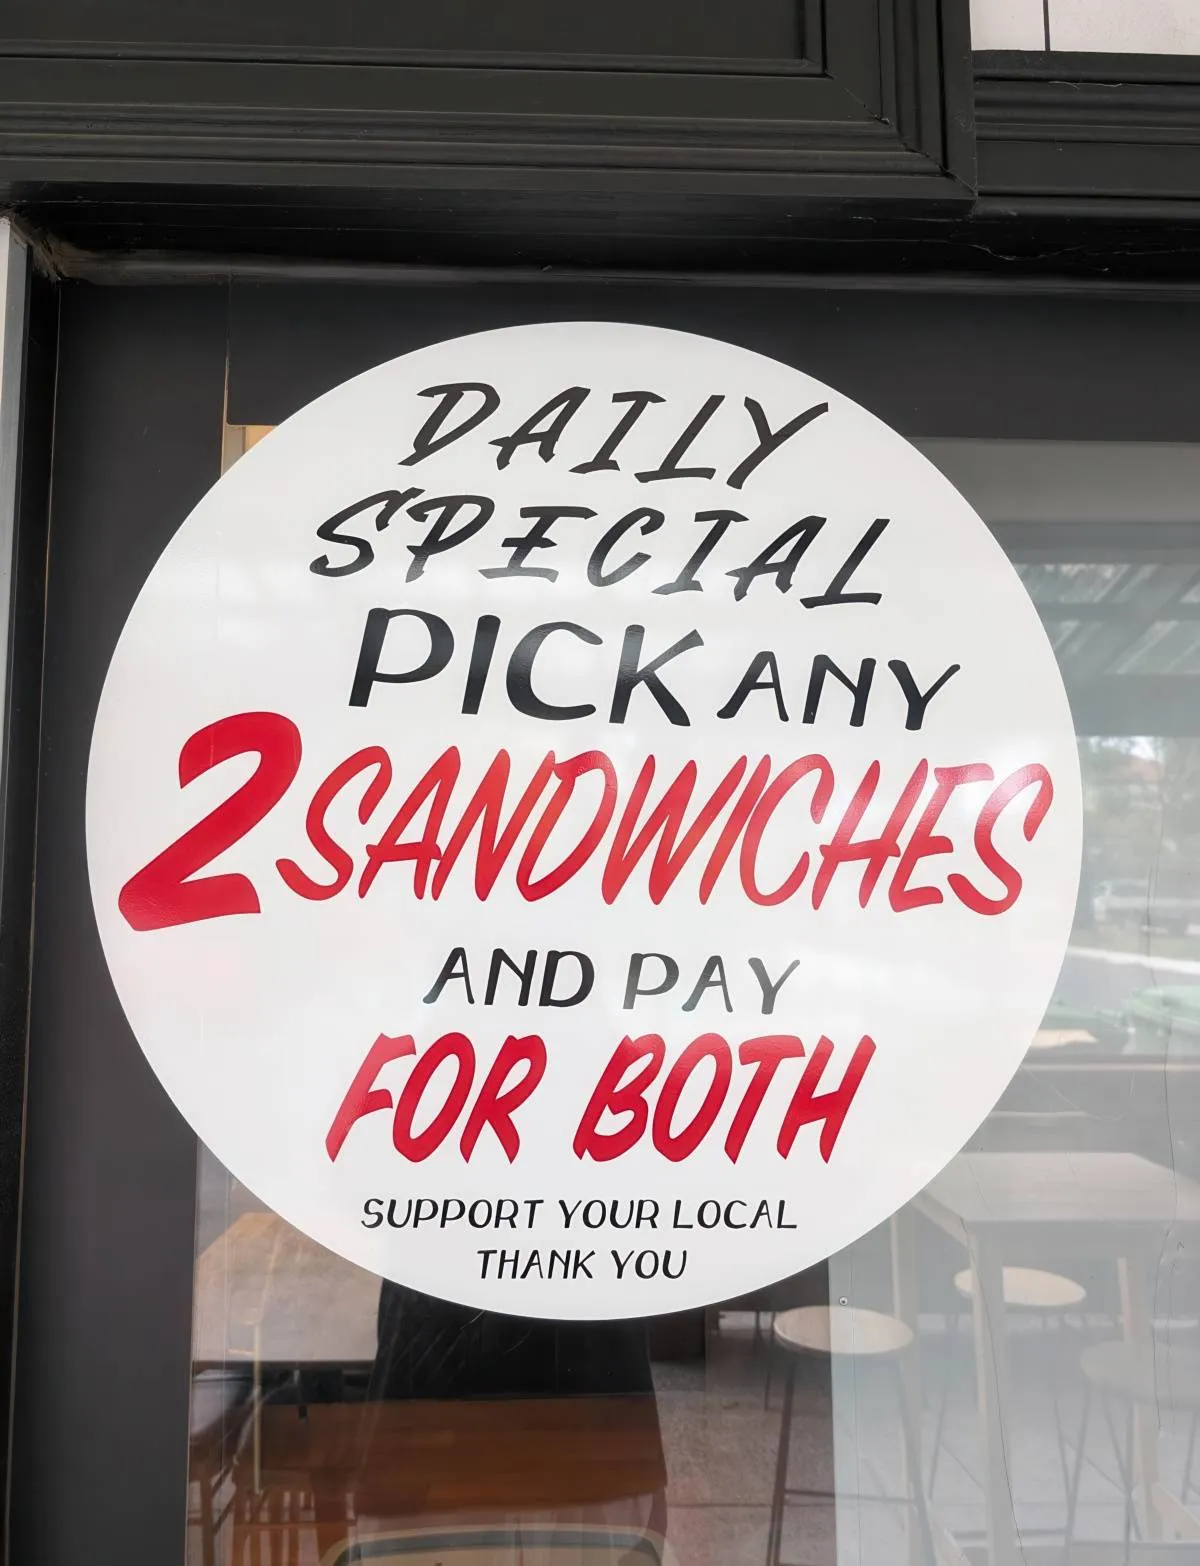 DAILY
SPECIAL
PICK ANY
2 SANDWICHES
AND PAY
FOR BOTH
SUPPORT YOUR LOCAL
THANK YOU